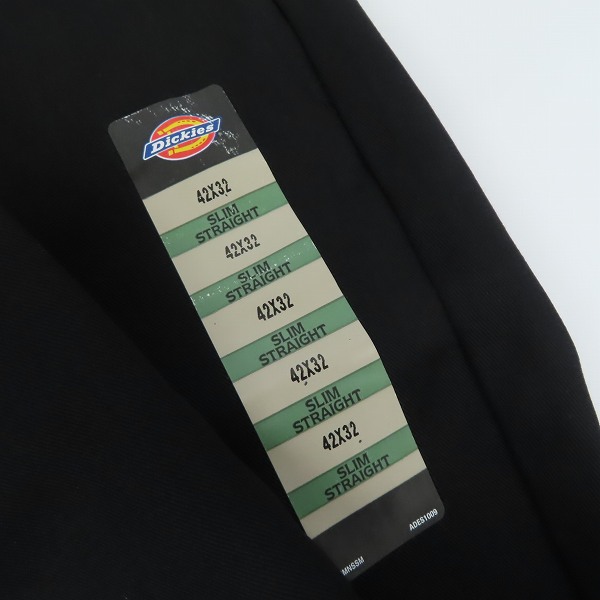 Dickies
42X32
SLIM
STRAIGHT
42X32
SLIM
STRAIGHT
42X32
SLIM
STRAIGHT
42X32
SLIM
STRAIGHT
42X32
SLIM
STRAIGHT
MNSSM
ADES1009